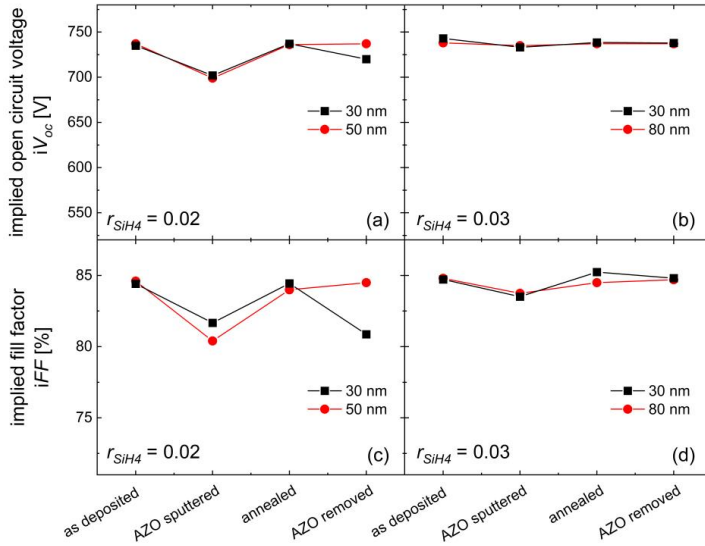 implied open circuit voltage
iVoc [V]
750
700
650
600
550
30 nm
50 nm
rSiH4 = 0.02
(a)
30 nm
80 nm
rSiH4 = 0.03
(b)
implied fill factor
iFF [%]
85
80
75
30 nm
50 nm
rSiH4 = 0.02
(c)
30 nm
80 nm
rSiH4 = 0.03
(d)
as deposited
AZO sputtered
annealed
AZO removed
as deposited
AZO sputtered
annealed
AZO removed